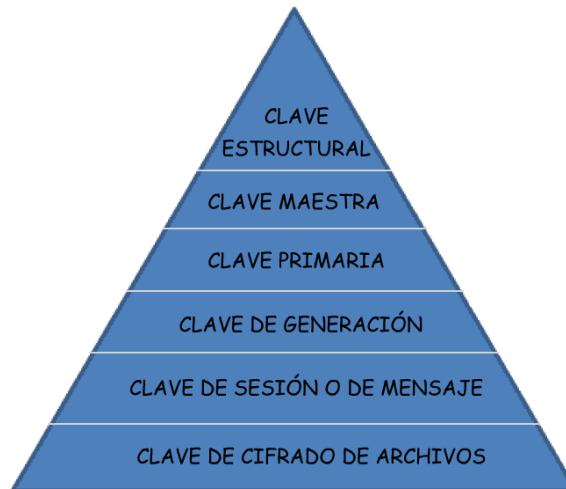 CLAVE
ESTRUCTURAL
CLAVE MAESTRA
CLAVE PRIMARIA
CLAVE DE GENERACIÓN
CLAVE DE SESIÓN O DE MENSAJE
CLAVE DE CIFRADO DE ARCHIVOS